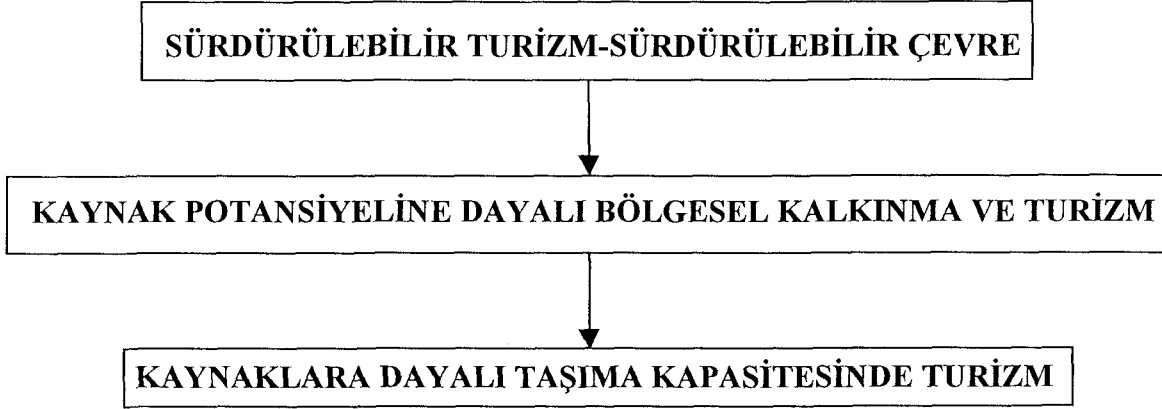 SÜRDÜRÜLEBİLİR TURİZM-SÜRDÜRÜLEBİLİR ÇEVRE
KAYNAK POTANSİYELİNE DAYALI BÖLGESEL KALKINMA VE TURİZM
KAYNAKLARA DAYALI TAŞIMA KAPASİTESİNDE TURİZM